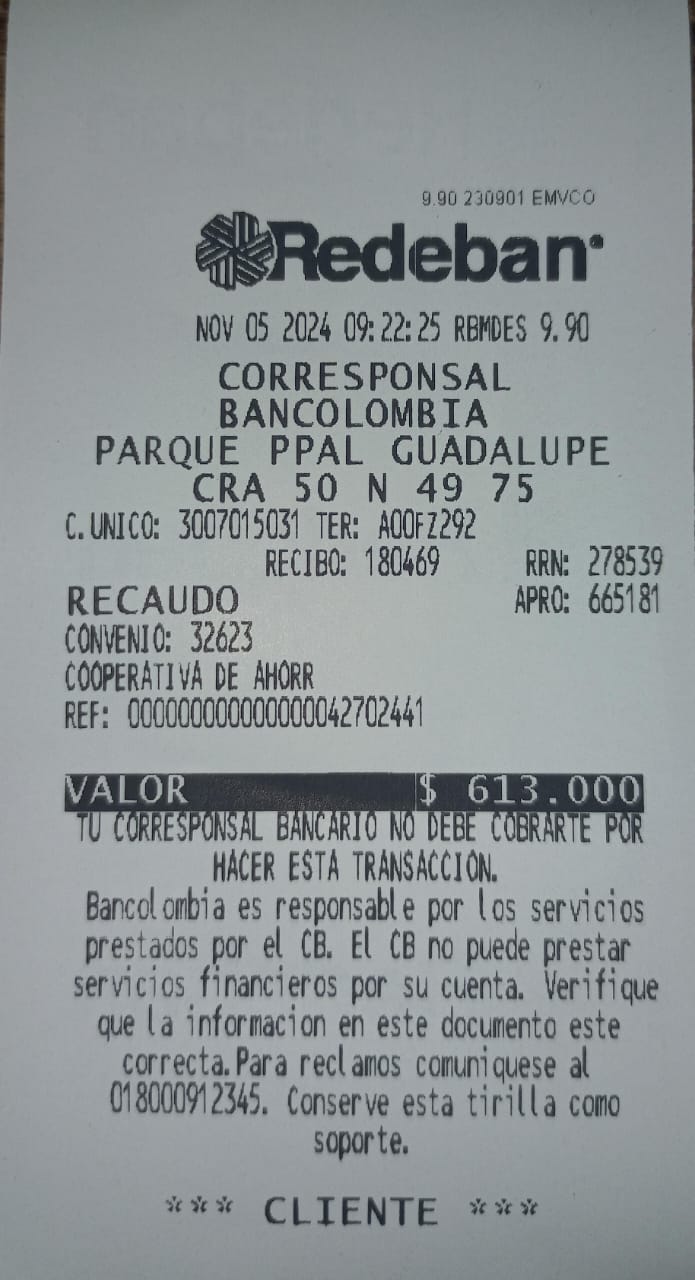 9.90 230901 EMVCO
Redeban
NOV 05 2024 09:22:25 RBMDES 9.90
CORRESPONSAL
BANCOLOMBIA
PARQUE PPAL GUADALUPE
CRA 50 N 49 75
C.UNICO: 3007015031 TER: A00FZ292
RECIBO: 180469 RRN: 278539
RECAUDO APRO: 665181
CONVENIO: 32623
COOPERATIVA DE AHORR
REF: 000000000000000042702441
VALOR $ 613.000
TU CORRESPONSAL BANCARIO NO DEBE COBRARTE POR
HACER ESTA TRANSACCION.
Bancolombia es responsable por los servicios
prestados por el CB. El CB no puede prestar
servicios financieros por su cuenta. Verifique
que la informacion en este documento este
correcta.Para reclamos comuniquese al
018000912345. Conserve esta tirilla como
soporte.
*** CLIENTE ***